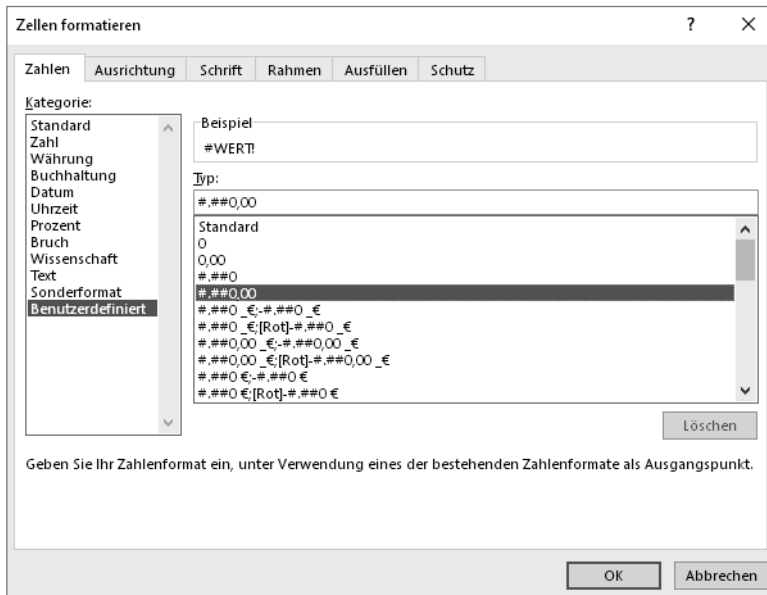 Zellen formatieren ? ×
Zahlen Ausrichtung Schrift Rahmen Ausfüllen Schutz
Kategorie:
Standard
Zahl
Währung
Buchhaltung
Datum
Uhrzeit
Prozent
Bruch
Wissenschaft
Text
Sonderformat
Benutzerdefiniert
Beispiel
#WERT!
Typ:
#.##0,00
Standard
0
0,00
#.##0
#.##0,00
#.##0 _€;-#.##0 _€
#.##0 _€;[Rot]-#.##0 _€
#.##0,00 _€;-#.##0,00 _€
#.##0,00 _€;[Rot]-#.##0,00 _€
#.##0 €;-#.##0 €
#.##0 €;[Rot]-#.##0 €
Löschen
Geben Sie Ihr Zahlenformat ein, unter Verwendung eines der bestehenden Zahlenformate als Ausgangspunkt.
OK Abbrechen